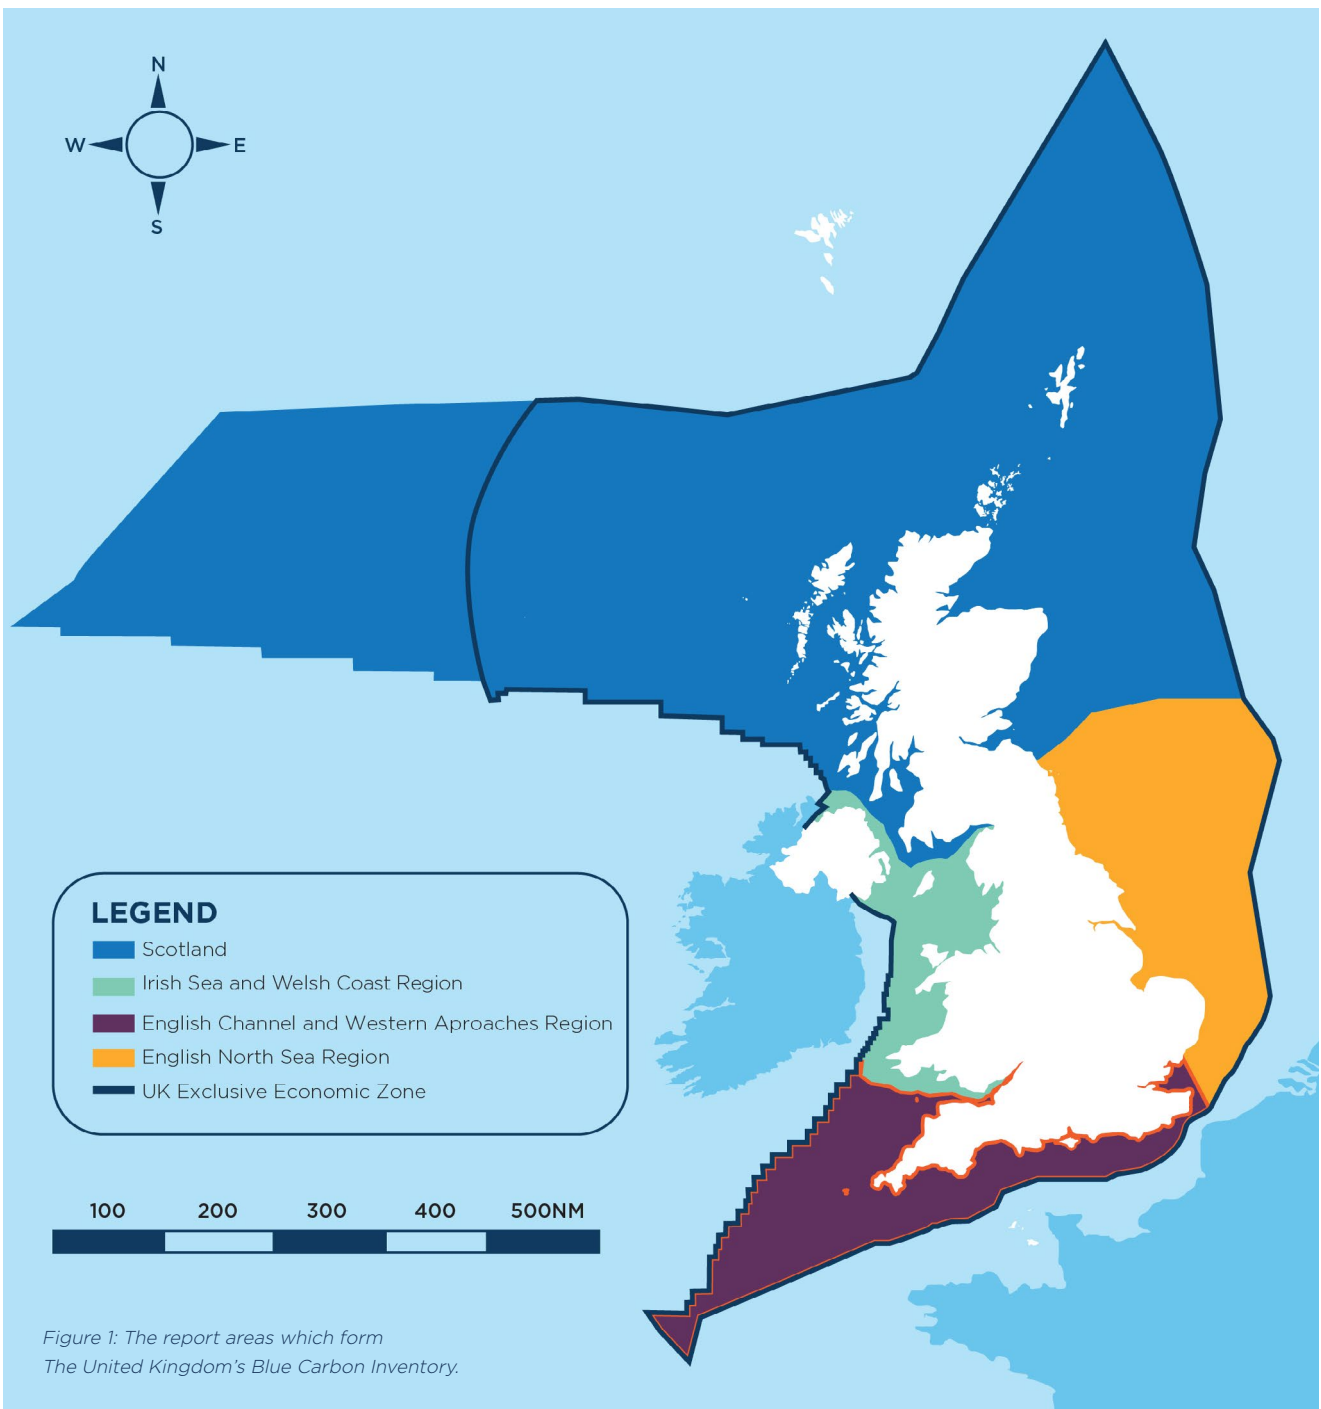 N
W E
S
LEGEND
Scotland
Irish Sea and Welsh Coast Region
English Channel and Western Aproaches Region
English North Sea Region
UK Exclusive Economic Zone
100 200 300 400 500NM
Figure 1: The report areas which form
The United Kingdom's Blue Carbon Inventory.